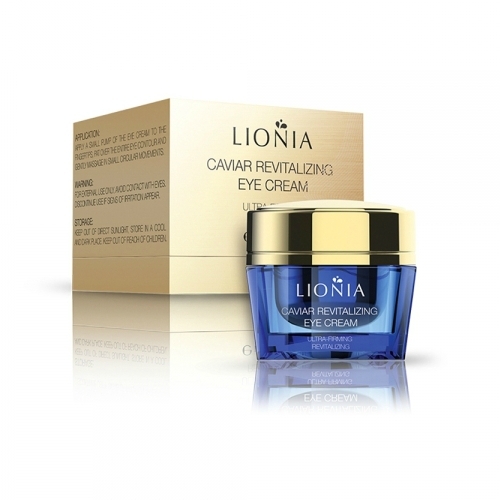 APPLICATION:
APPLY A SMALL PUMP OF THE EYE CREAM TO THE
FINGERTIPS, PAT OVER THE ENTIRE EYE CONTOUR AND
GENTLY MASSAGE IN SMALL CIRCULAR MOVEMENTS.
WARNING:
FOR EXTERNAL USE ONLY. AVOID CONTACT WITH EYES.
DISCONTINUE USE IF SIGNS OF IRRITATION APPEAR.
STORAGE:
KEEP OUT OF DIRECT SUNLIGHT. STORE IN A COOL
AND DARK PLACE. KEEP OUT OF REACH OF CHILDREN.
LIONIA
CAVIAR REVITALIZING
EYE CREAM
LIONIA
CAVIAR REVITALIZING
EYE CREAM
ULTRA-FIRMING
REVITALIZING